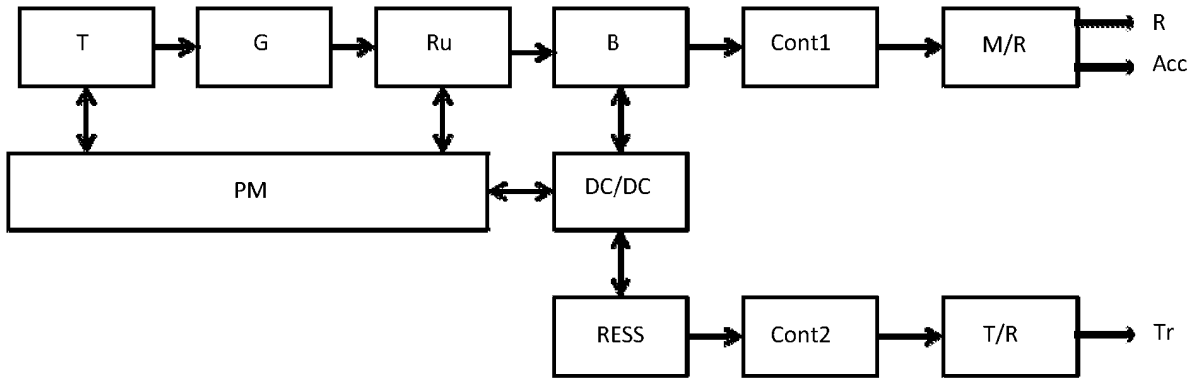 T
G
Ru
B
Cont1
M/R
R
Acc
PM
DC/DC
RESS
Cont2
T/R
Tr